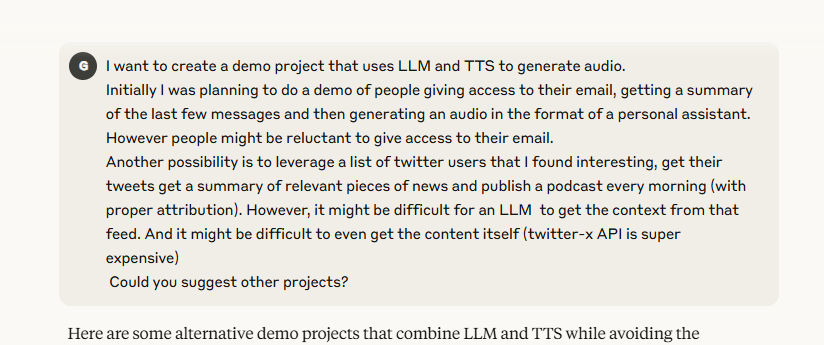 G
I want to create a demo project that uses LLM and TTS to generate audio.
Initially I was planning to do a demo of people giving access to their email, getting a summary
of the last few messages and then generating an audio in the format of a personal assistant.
However people might be reluctant to give access to their email.
Another possibility is to leverage a list of twitter users that I found interesting, get their
tweets get a summary of relevant pieces of news and publish a podcast every morning (with
proper attribution). However, it might be difficult for an LLM  to get the context from that
feed. And it might be difficult to even get the content itself (twitter-x API is super
expensive)
Could you suggest other projects?
Here are some alternative demo projects that combine LLM and TTS while avoiding the